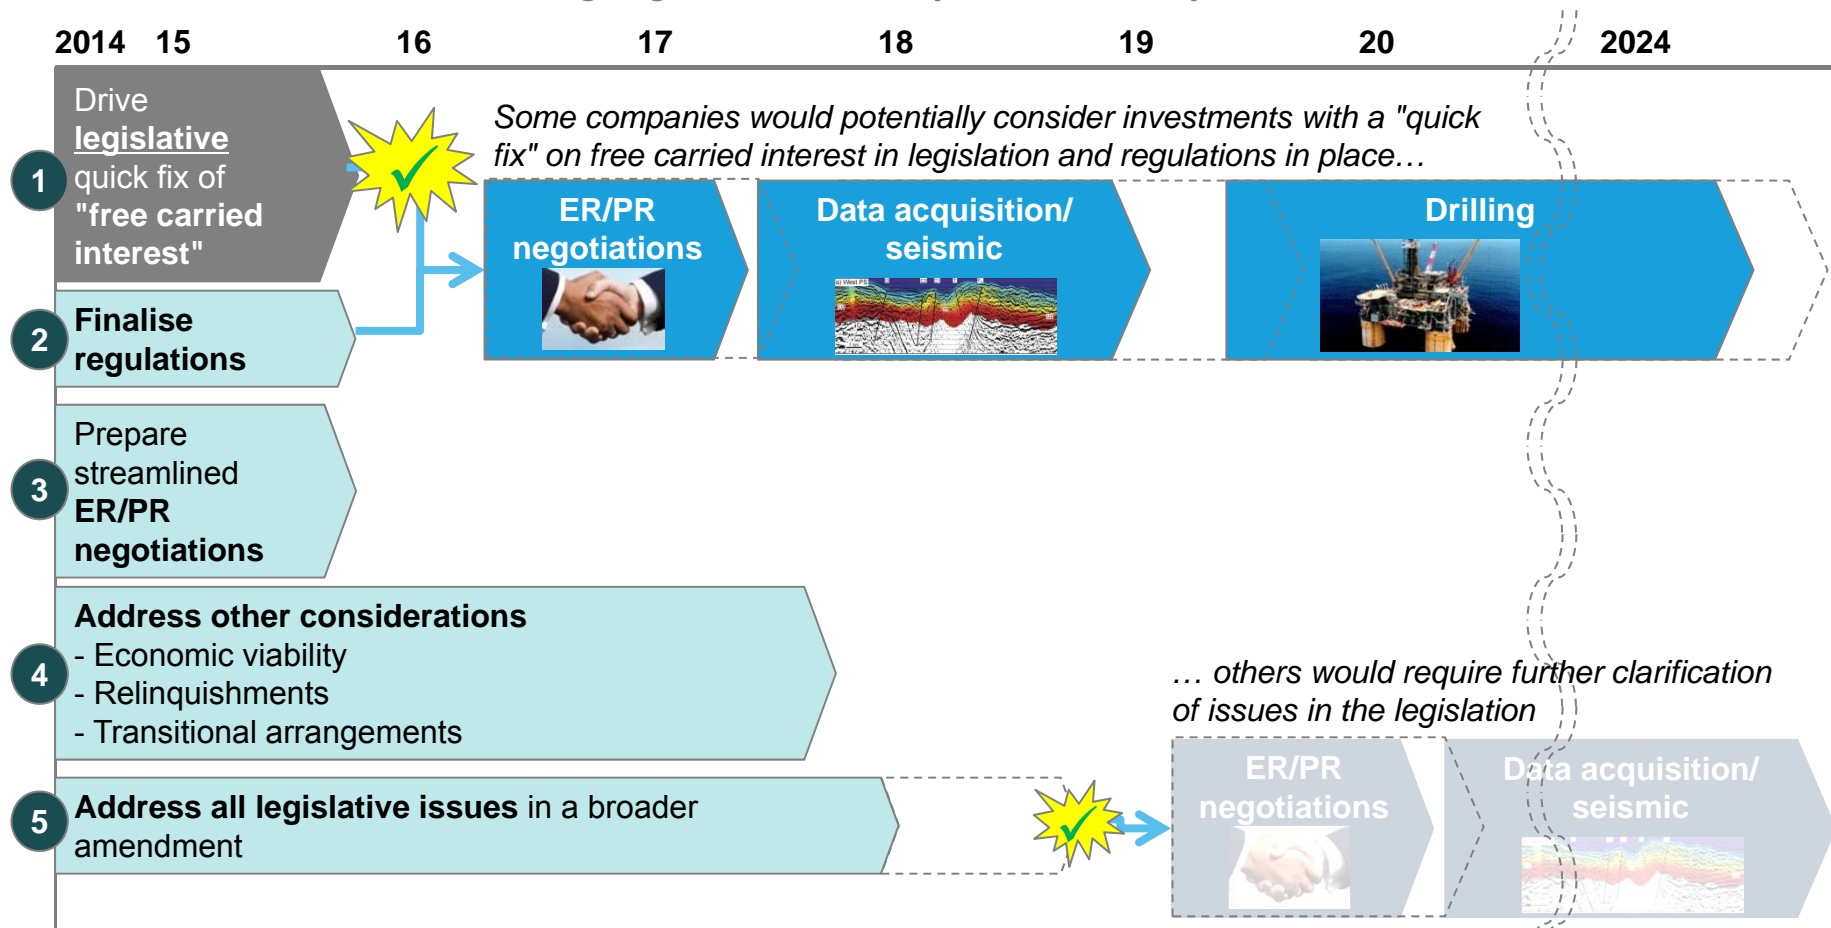 2014 15 16 17 18 19 20 2024
1
Drive
legislative
quick fix of
"free carried
interest"
Some companies would potentially consider investments with a "quick
fix" on free carried interest in legislation and regulations in place…
ER/PR
negotiations
Data acquisition/
seismic
Drilling
2
Finalise
regulations
3
Prepare
streamlined
ER/PR
negotiations
4
Address other considerations
- Economic viability
- Relinquishments
- Transitional arrangements
… others would require further clarification
of issues in the legislation
5
Address all legislative issues in a broader
amendment
ER/PR
negotiations
Data acquisition/
seismic